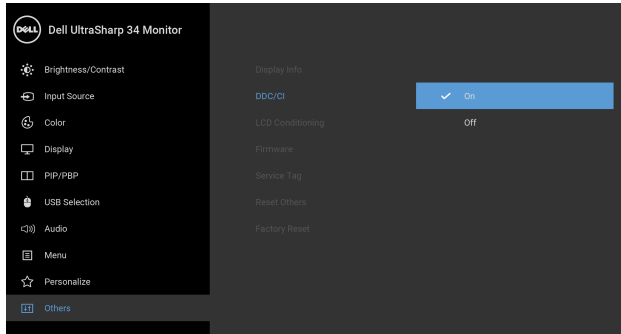 DELL Dell UltraSharp 34 Monitor
Brightness/Contrast Display Info
Input Source DDC/CI On
Color LCD Conditioning Off
Display Firmware
PIP/PBP Service Tag
USB Selection Reset Others
Audio Factory Reset
Menu
Personalize
Others